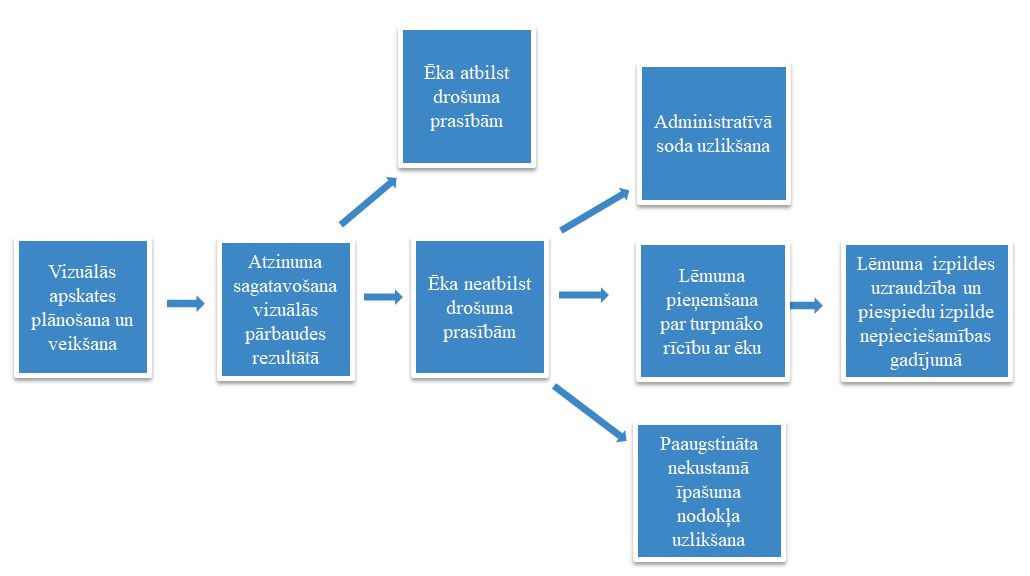 Ēka atbilst
drošuma
prasībām
Administratīvā
soda uzlikšana
Vizuālās
apskates
plānošana un
veikšana
Atzinuma
sagatavošana
vizuālās
pārbaudes
rezultātā
Ēka neatbilst
drošuma
prasībām
Lēmuma
pieņemšana
par turpmāko
rīcību ar ēku
Lēmuma izpildes
uzraudzība un
piespiedu izpilde
nepieciešamības
gadījumā
Paaugstināta
nekustamā
īpašuma
nodokļa
uzlikšana